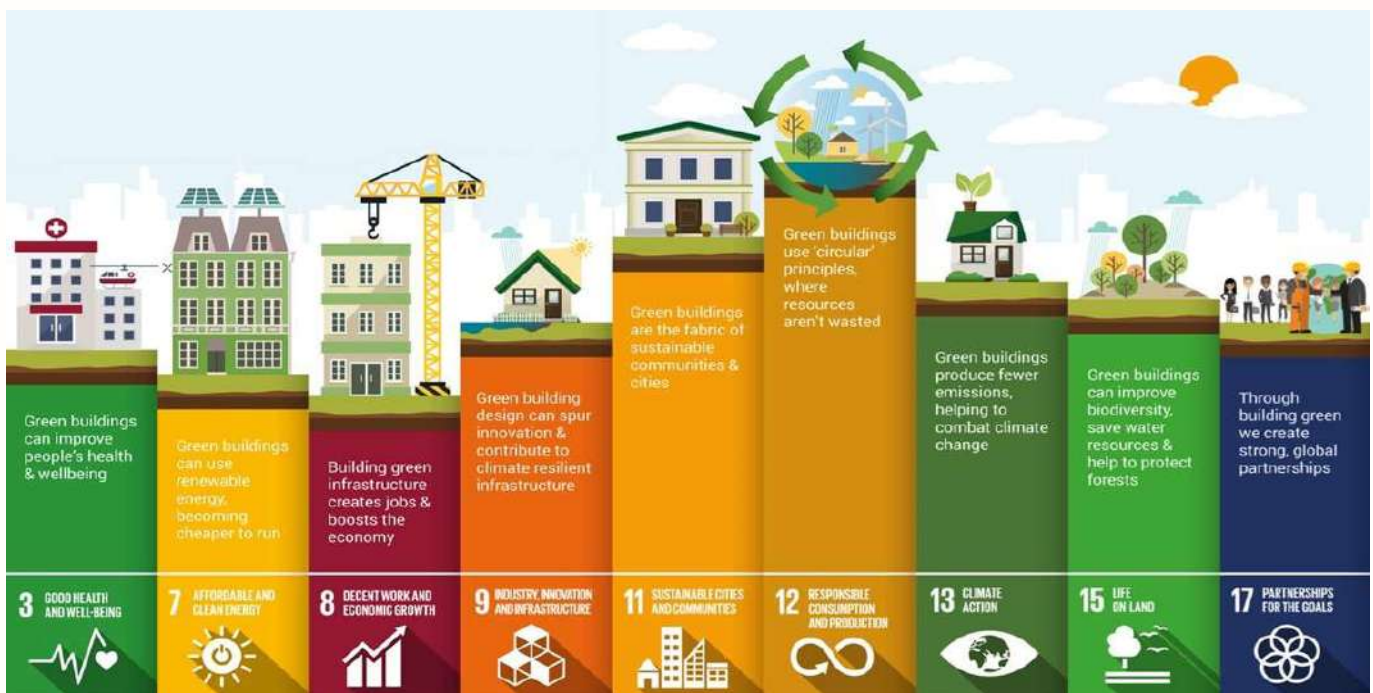 Green buildings
can improve
people's health
& wellbeing
Green buildings
can use
renewable
energy,
becoming
cheaper to run
Building green
infrastructure
creates jobs &
boosts the
economy
Green building
design can spur
innovation &
contribute to
climate resilient
infrastructure
Green buildings
are the fabric of
sustainable
communities &
cities
Green buildings
use 'circular'
principles,
where
resources
aren't wasted
Green buildings
produce fewer
emissions,
helping to
combat climate
change
Green buildings
can improve
biodiversity,
save water
resources &
help to protect
forests
Through
building green
we create
strong, global
partnerships
3 GOOD HEALTH
AND WELL-BEING
7 AFFORDABLE AND
CLEAN ENERGY
8 DECENT WORK AND
ECONOMIC GROWTH
9 INDUSTRY, INNOVATION
AND INFRASTRUCTURE
11 SUSTAINABLE CITIES
AND COMMUNITIES
12 RESPONSIBLE
CONSUMPTION
AND PRODUCTION
13 CLIMATE
ACTION
15 LIFE
ON LAND
17 PARTNERSHIPS
FOR THE GOALS